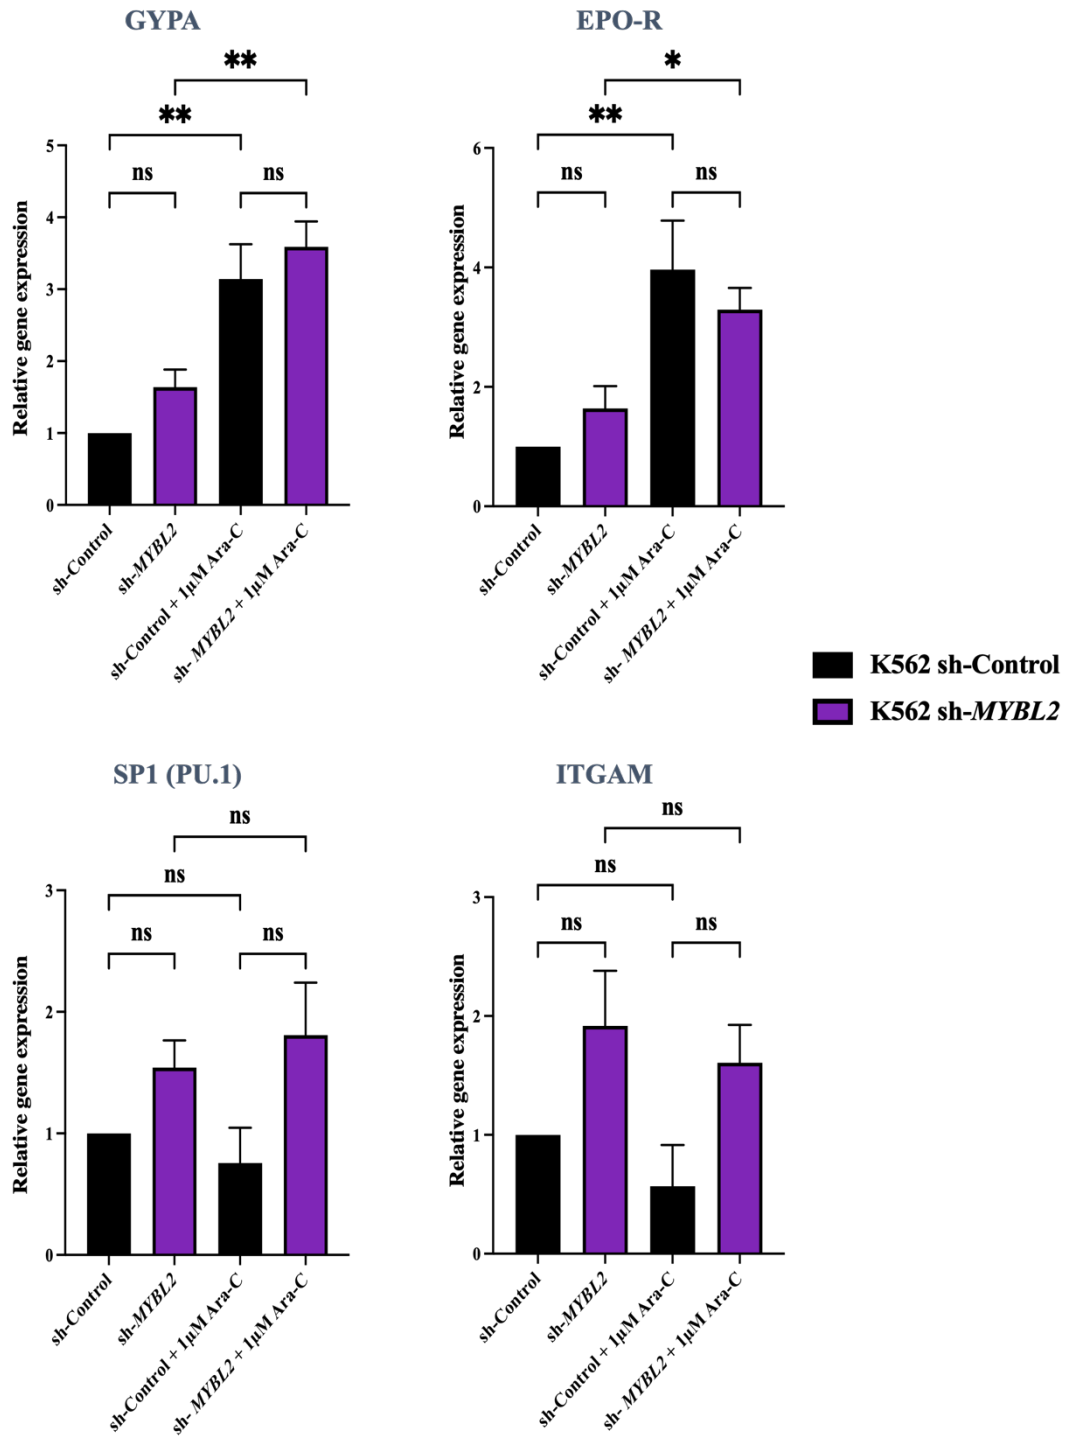 GYPA
**
**
ns
ns
Relative gene expression
5
4
3
2
1
0
sh-Control
sh-MYBL2
sh-Control + 1µM Ara-C
sh- MYBL2 + 1µM Ara-C
EPO-R
*
**
ns
ns
Relative gene expression
6
4
2
0
sh-Control
sh-MYBL2
sh-Control + 1µM Ara-C
sh- MYBL2 + 1µM Ara-C
K562 sh-Control
K562 sh-MYBL2
SP1 (PU.1)
ns
ns
ns
ns
Relative gene expression
3
2
1
0
sh-Control
sh-MYBL2
sh-Control + 1µM Ara-C
sh- MYBL2 + 1µM Ara-C
ITGAM
ns
ns
ns
ns
Relative gene expression
3
2
1
0
sh-Control
sh-MYBL2
sh-Control + 1µM Ara-C
sh- MYBL2 + 1µM Ara-C